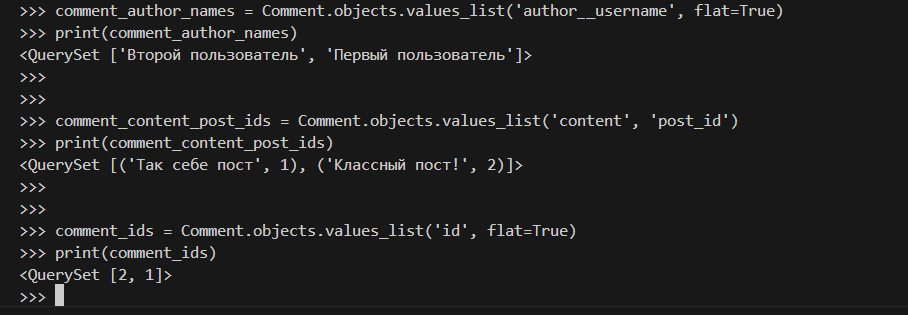 >>> comment_author_names = Comment.objects.values_list('author__username', flat=True)
>>> print(comment_author_names)
<QuerySet ['Второй пользователь', 'Первый пользователь']>
>>>
>>>
>>> comment_content_post_ids = Comment.objects.values_list('content', 'post_id')
>>> print(comment_content_post_ids)
<QuerySet [('Так себе пост', 1), ('Классный пост!', 2)]>
>>>
>>>
>>> comment_ids = Comment.objects.values_list('id', flat=True)
>>> print(comment_ids)
<QuerySet [2, 1]>
>>>